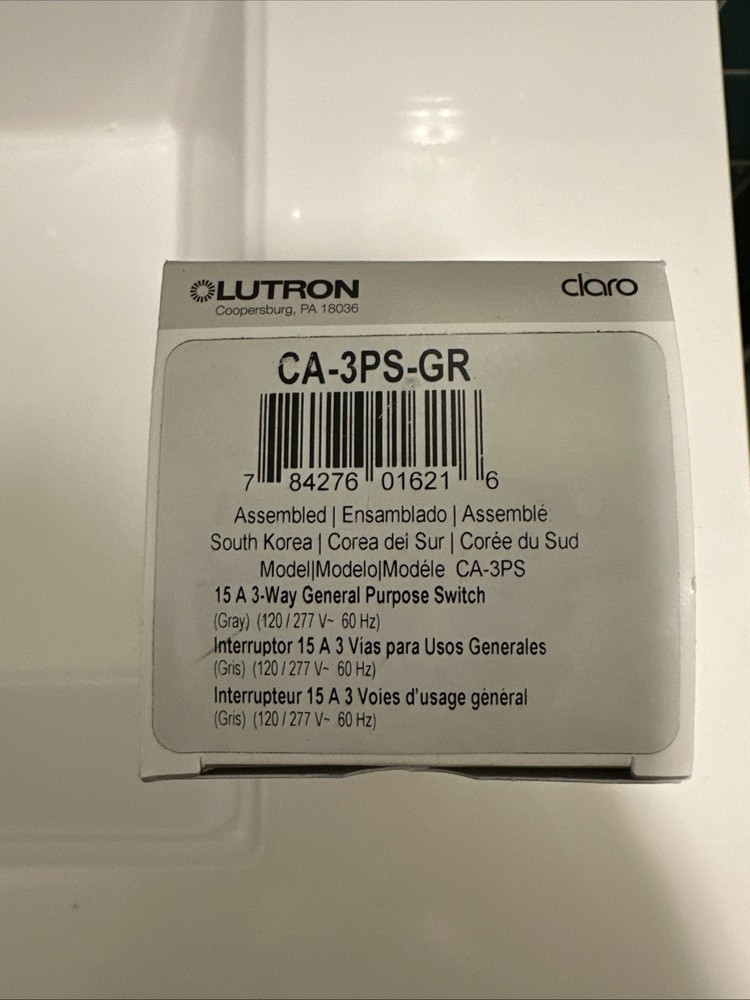 LUTRON
Coopersburg, PA 18036
claro
CA-3PS-GR
7 84276 01621 6
Assembled | Ensamblado | Assemblé
South Korea | Corea del Sur | Corée du Sud
Model|Modelo|Modéle CA-3PS
15 A 3-Way General Purpose Switch
(Gray) (120 / 277 V~ 60 Hz)
Interruptor 15 A 3 Vías para Usos Generales
(Gris) (120 / 277 V~ 60 Hz)
Interrupteur 15 A 3 Voies d'usage général
(Gris) (120 / 277 V~ 60 Hz)